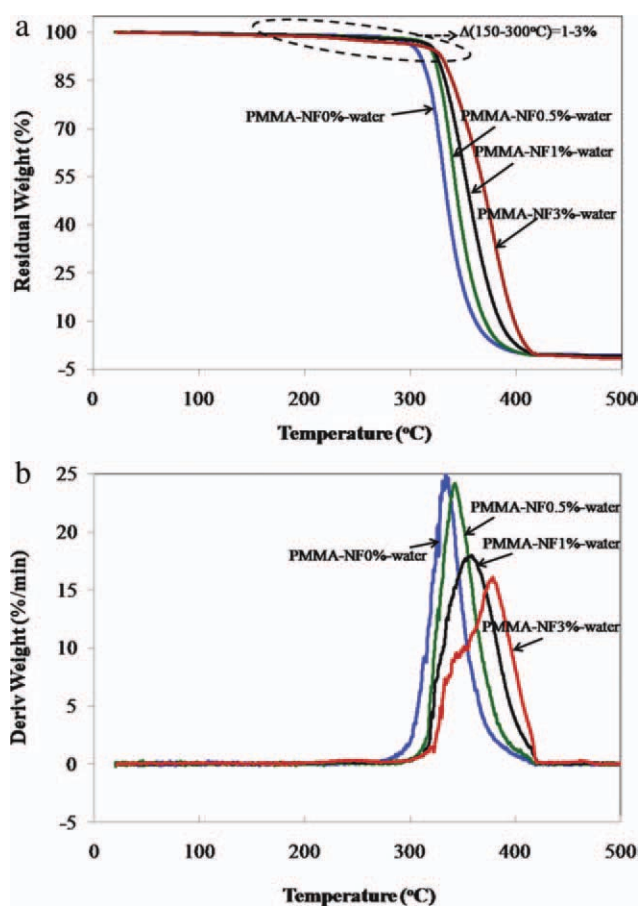 a
100
85
70
55
40
25
10
-5
Residual Weight (%)
Δ(150-300ºC)=1-3%
PMMA-NF0%-water
PMMA-NF0.5%-water
PMMA-NF1%-water
PMMA-NF3%-water
0 100 200 300 400 500
Temperature (ºC)
b
25
20
15
10
5
0
-5
Deriv Weight (%/min)
PMMA-NF0.5%-water
PMMA-NF0%-water
PMMA-NF1%-water
PMMA-NF3%-water
0 100 200 300 400 500
Temperature (ºC)